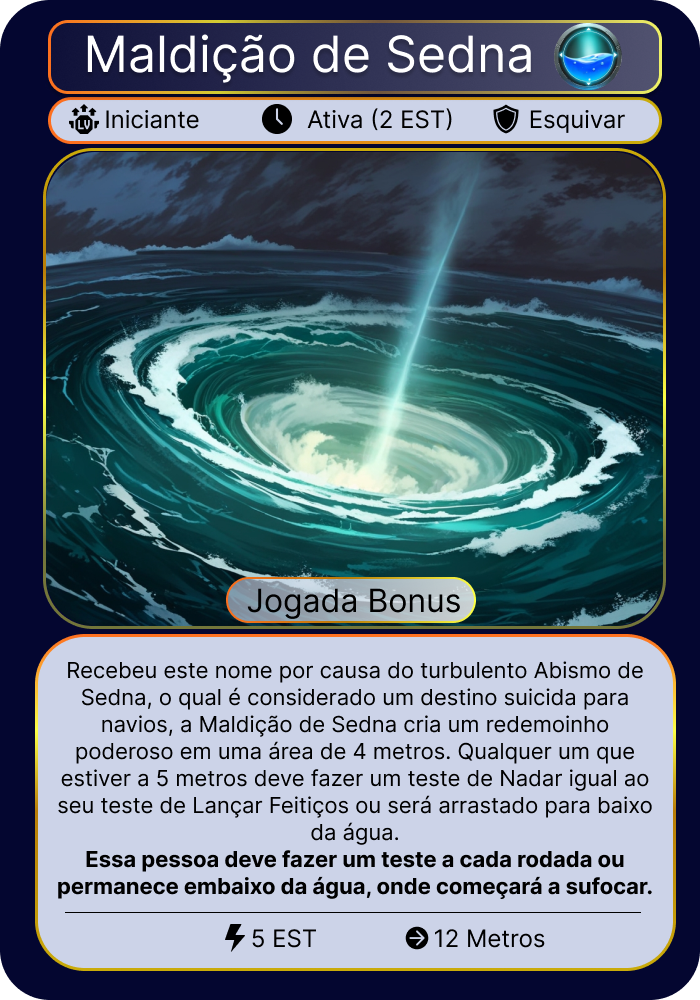 Maldição de Sedna
LV Iniciante Ativa (2 EST) Esquivar
Jogada Bonus
Recebeu este nome por causa do turbulento Abismo de
Sedna, o qual é considerado um destino suicida para
navios, a Maldição de Sedna cria um redemoinho
poderoso em uma área de 4 metros. Qualquer um que
estiver a 5 metros deve fazer um teste de Nadar igual ao
seu teste de Lançar Feitiços ou será arrastado para baixo
da água.
Essa pessoa deve fazer um teste a cada rodada ou
permanece embaixo da água, onde começará a sufocar.
5 EST 12 Metros